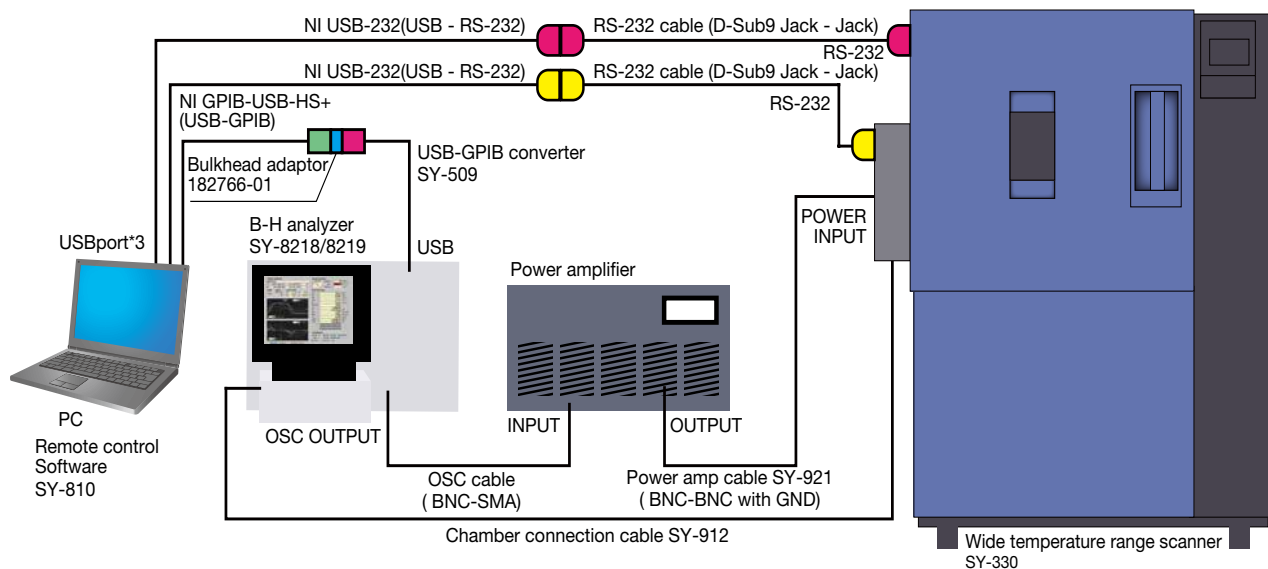 NI USB-232(USB - RS-232)
RS-232 cable (D-Sub9 Jack - Jack)
RS-232
NI USB-232(USB - RS-232)
RS-232 cable (D-Sub9 Jack - Jack)
RS-232
NI GPIB-USB-HS+
(USB-GPIB)
Bulkhead adaptor
182766-01
USB-GPIB converter
SY-509
B-H analyzer
SY-8218/8219
USB
USBport*3
Power amplifier
POWER
INPUT
PC
Remote control
Software
SY-810
OSC OUTPUT
INPUT
OUTPUT
OSC cable
( BNC-SMA)
Power amp cable SY-921
( BNC-BNC with GND)
Chamber connection cable SY-912
Wide temperature range scanner
SY-330